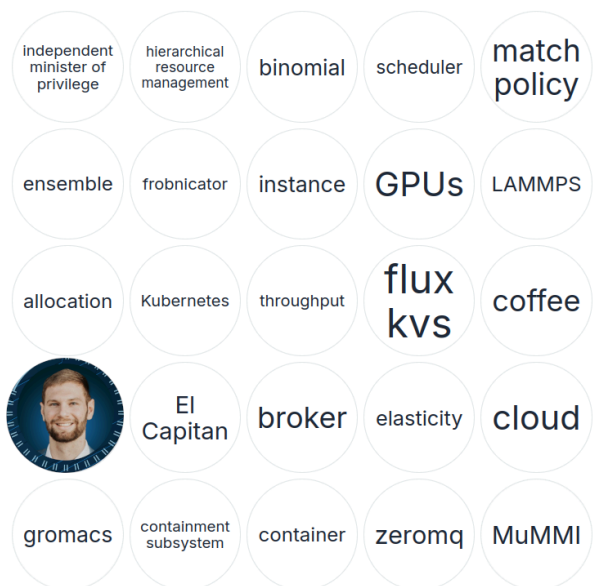 independent
minister of
privilege
hierarchical
resource
management
binomial
scheduler
match
policy
ensemble
frobnicator
instance
GPUs
LAMMPS
allocation
Kubernetes
throughput
flux
kvs
coffee
El
Capitan
broker
elasticity
cloud
gromacs
containment
subsystem
container
zeromq
MuMMI